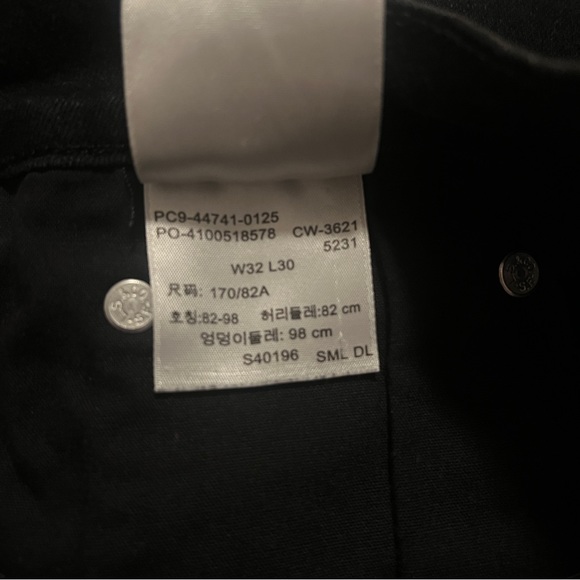 PC9-44741-0125
PO-4100518578 CW-3621
5231
W32 L30
尺码: 170/82A
호칭:82-98 허리둘레:82 cm
엉덩이둘레: 98 cm
S40196 SML DL